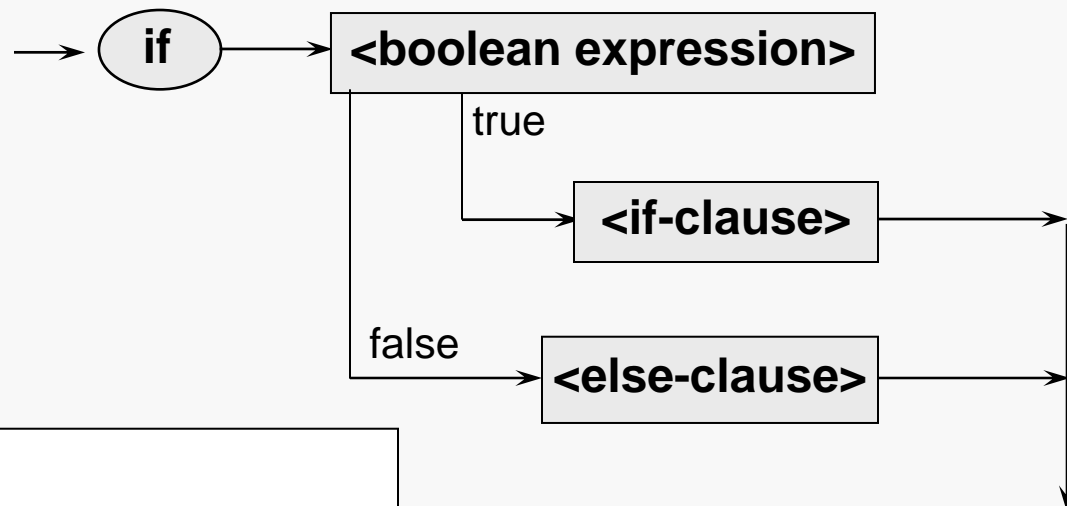 if <boolean expression>
true
<if-clause>
false
<else-clause>